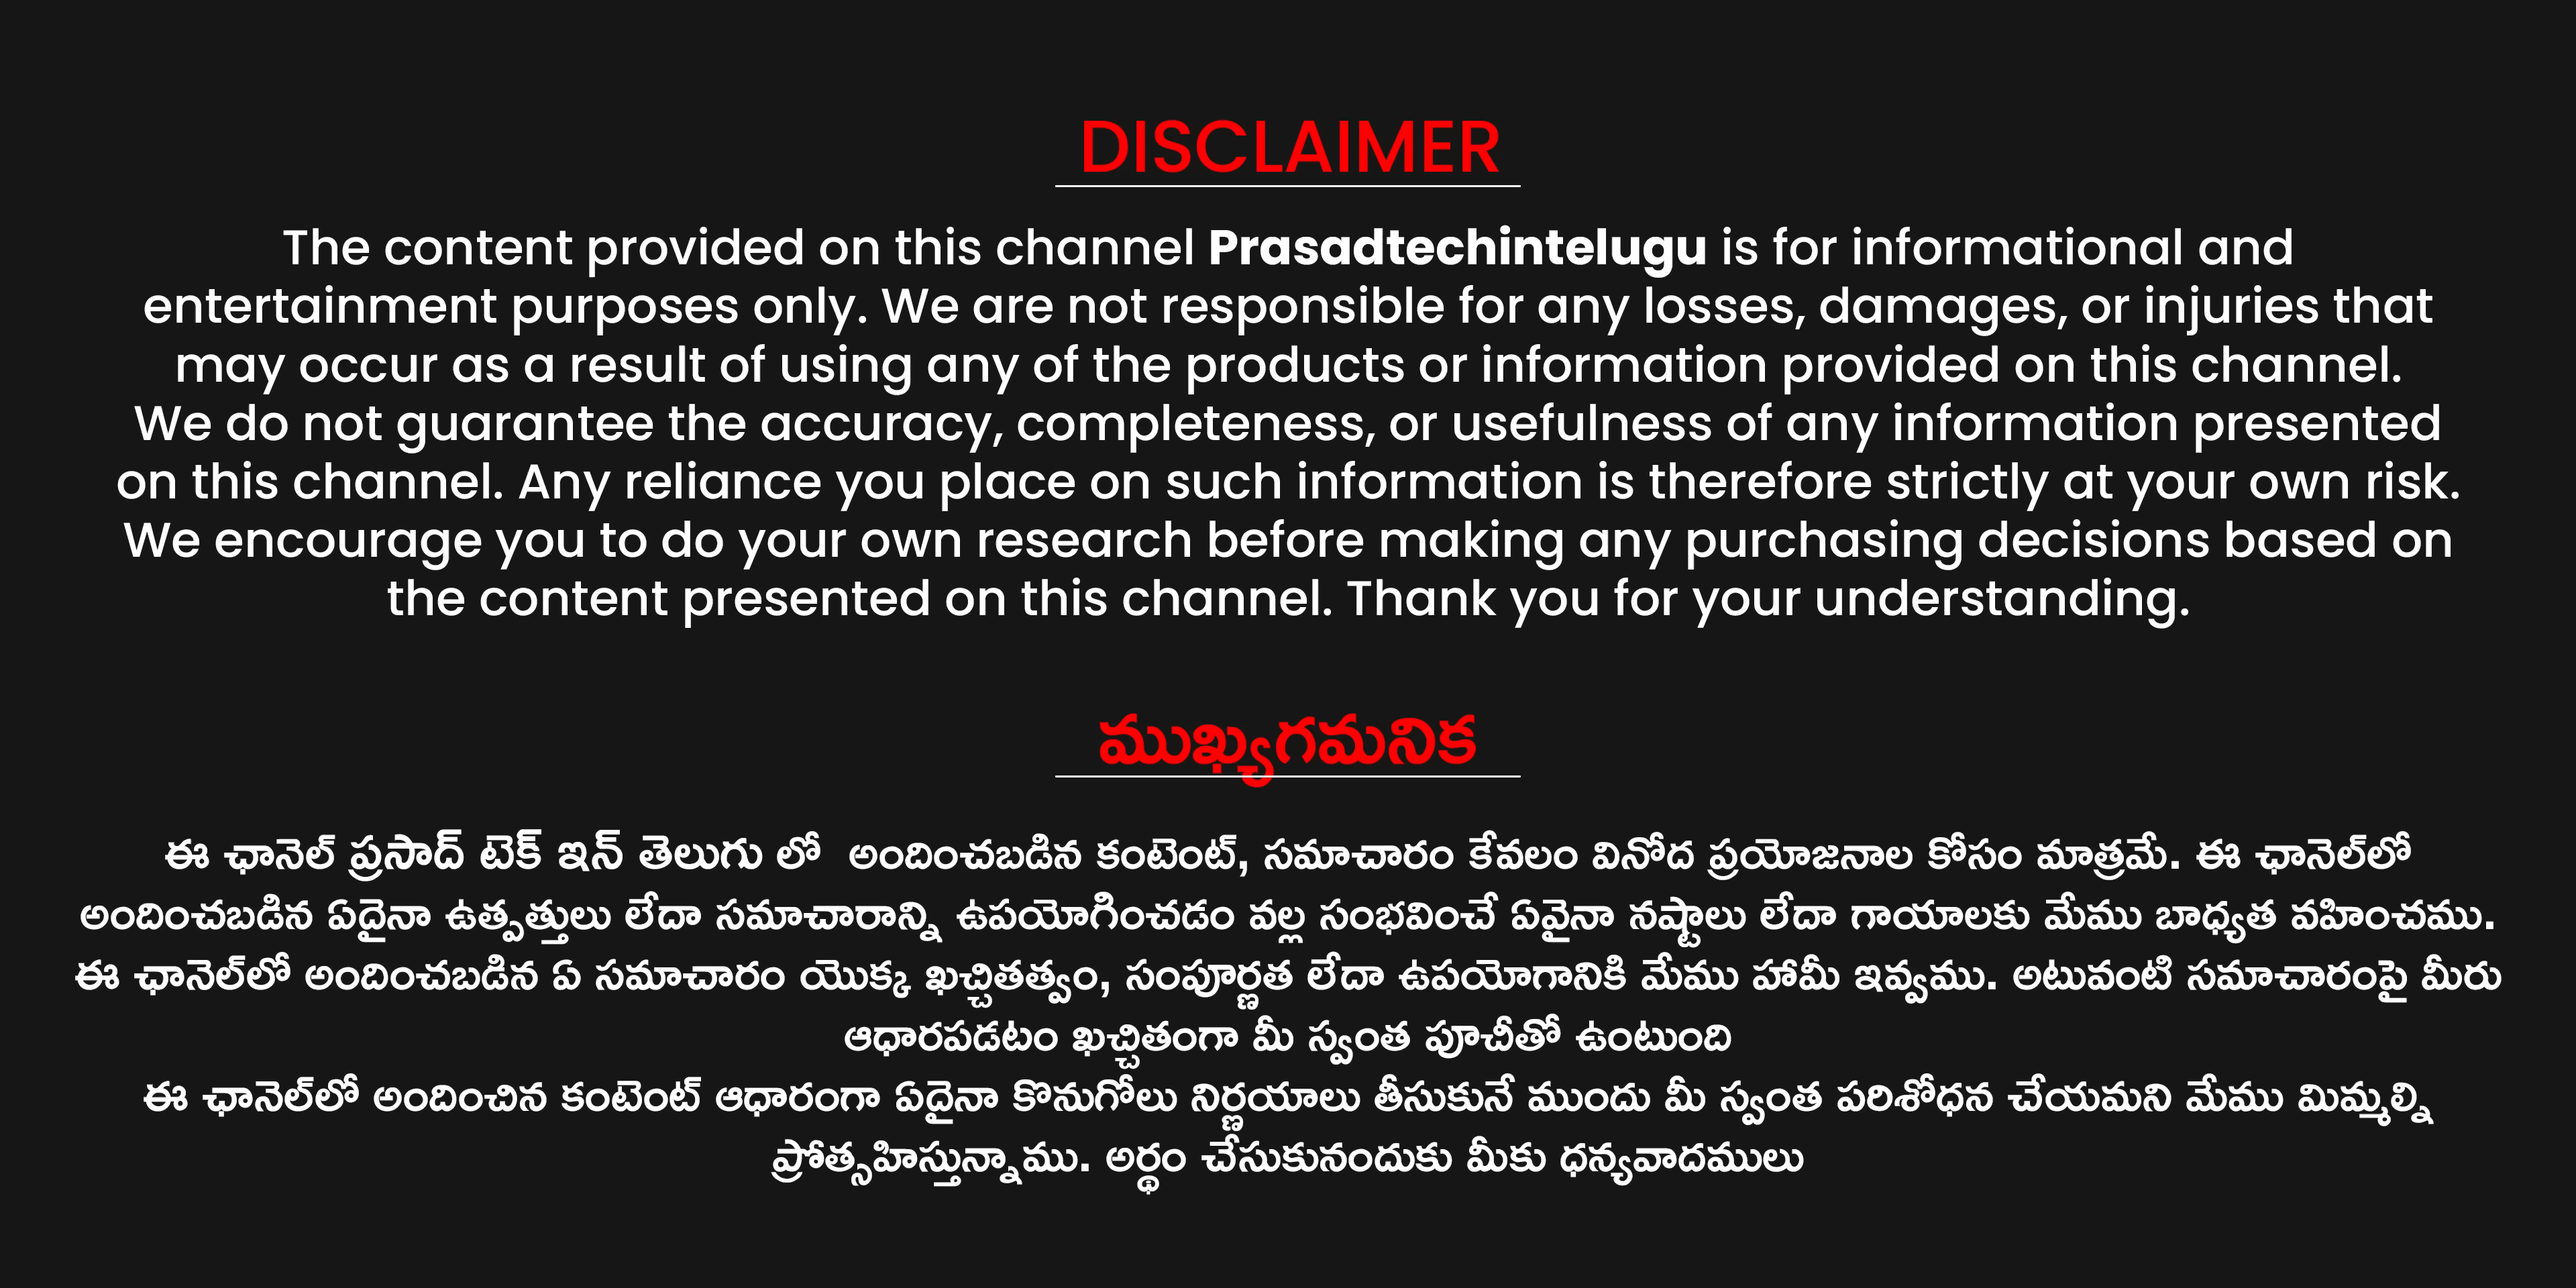 DISCLAIMER
The content provided on this channel Prasadtechintelugu is for informational and
entertainment purposes only. We are not responsible for any losses, damages, or injuries that
may occur as a result of using any of the products or information provided on this channel.
We do not guarantee the accuracy, completeness, or usefulness of any information presented
on this channel. Any reliance you place on such information is therefore strictly at your own risk.
We encourage you to do your own research before making any purchasing decisions based on
the content presented on this channel. Thank you for your understanding.
ముఖ్యగమనిక
ఈ ఛానెల్ ప్రసాద్ టెక్ ఇన్ తెలుగు లో అందించబడిన కంటెంట్, సమాచారం కేవలం వినోద ప్రయోజనాల కోసం మాత్రమే. ఈ ఛానెల్‌లో
అందించబడిన ఏదైనా ఉత్పత్తులు లేదా సమాచారాన్ని ఉపయోగించడం వల్ల సంభవించే ఏవైనా నష్టాలు లేదా గాయాలకు మేము బాధ్యత వహించము.
ఈ ఛానెల్‌లో అందించబడిన ఏ సమాచారం యొక్క ఖచ్చితత్వం, సంపూర్ణత లేదా ఉపయోగానికి మేము హామీ ఇవ్వము. అటువంటి సమాచారంపై మీరు
ఆధారపడటం ఖచ్చితంగా మీ స్వంత పూచీతో ఉంటుంది
ఈ ఛానెల్‌లో అందించిన కంటెంట్ ఆధారంగా ఏదైనా కొనుగోలు నిర్ణయాలు తీసుకునే ముందు మీ స్వంత పరిశోధన చేయమని మేము మిమ్మల్ని
ప్రోత్సహిస్తున్నాము. అర్థం చేసుకునందుకు మీకు ధన్యవాదములు